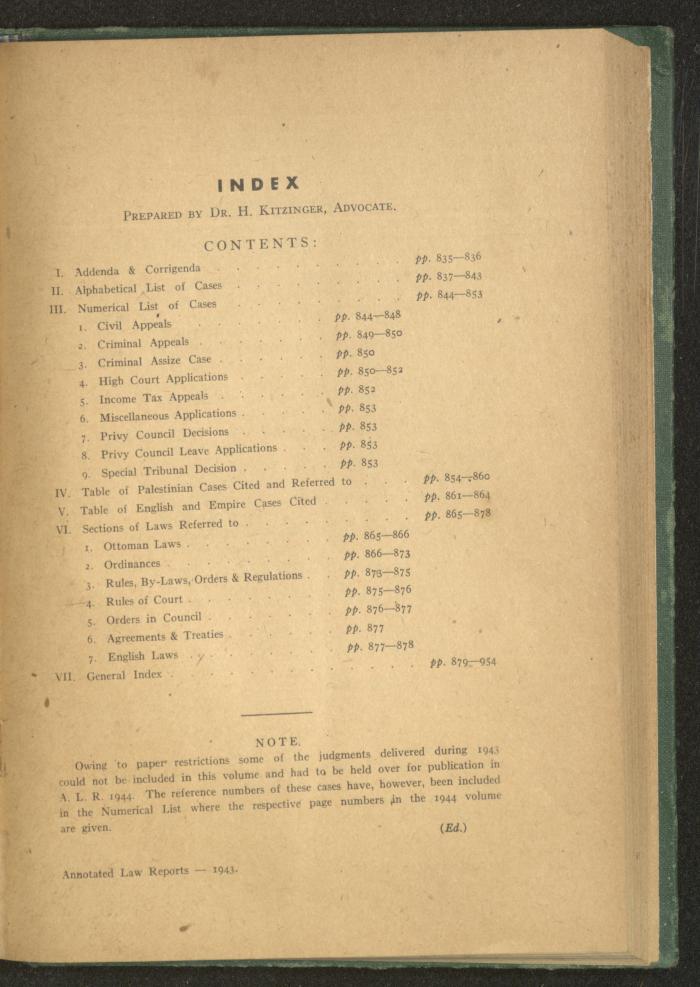 INDEX
PREPARED BY DR. H. KITZINGER, ADVOCATE.
CONTENTS:
I. Addenda & Corrigenda . . . . . . . pp. 835—836
II. Alphabetical List of Cases . . . . . . . pp. 837—843
III. Numerical List of Cases . . . . . . . pp. 844—853
1. Civil Appeals . . . . . pp. 844—848
2. Criminal Appeals . . . . . pp. 849—850
3. Criminal Assize Case . . . . . pp. 850
4. High Court Applications . . . . pp. 850—852
5. Income Tax Appeals . . . . . pp. 852
6. Miscellaneous Applications . . . . pp. 853
7. Privy Council Decisions . . . . pp. 853
8. Privy Council Leave Applications . . . pp. 853
9. Special Tribunal Decision . . . . pp. 853
IV. Table of Palestinian Cases Cited and Referred to . . . pp. 854—860
V. Table of English and Empire Cases Cited . . . . pp. 861—864
VI. Sections of Laws Referred to . . . . . . . pp. 865—878
1. Ottoman Laws . . . . . . pp. 865—866
2. Ordinances . . . . . . pp. 866—873
3. Rules, By-Laws, Orders & Regulations . . pp. 873—875
4. Rules of Court . . . . . . pp. 875—876
5. Orders in Council . . . . . pp. 876—877
6. Agreements & Treaties . . . . . pp. 877
7. English Laws . . . . . . pp. 877—878
VII. General Index . . . . . . . . . pp. 879—954
NOTE.
Owing to paper restrictions some of the judgments delivered during 1943
could not be included in this volume and had to be held over for publication in
A. L. R. 1944. The reference numbers of these cases have, however, been included
in the Numerical List where the respective page numbers in the 1944 volume
are given. (Ed.)
Annotated Law Reports — 1943.